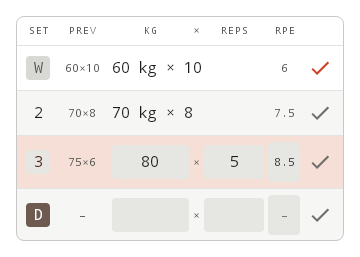 SET PREV KG × REPS RPE
W 60×10 60 kg × 10 6
2 70×8 70 kg × 8 7.5
3 75×6 80 × 5 8.5
D – × –